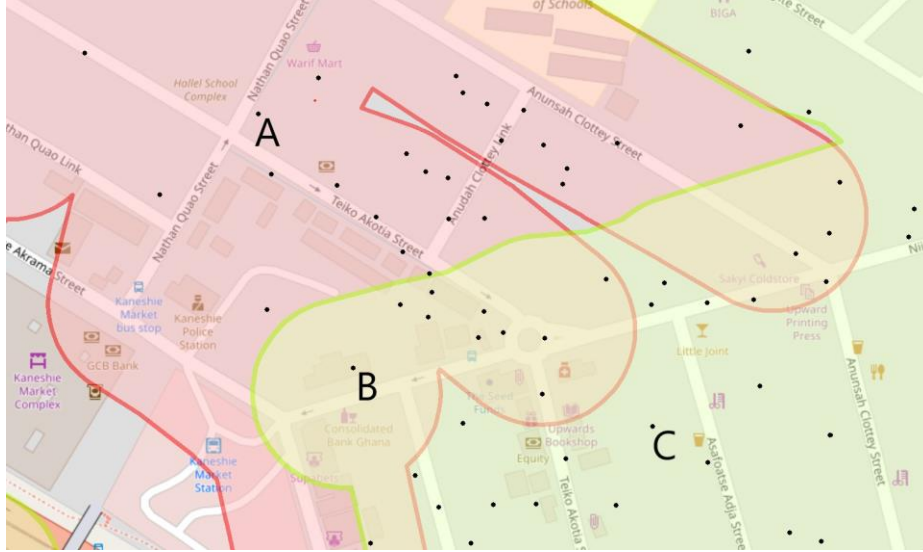 of Schools
BIGA
e Street
Warif Mart
Hallel School
Complex
Nathan Quao Street
A
Anunsah Clottey Street
Anudah Clottey Link
than Quao Link
Nathan Quao Street
Teiko Akotia Street
e Akrama Street
Kaneshie
Market
bus stop
Kaneshie
Police
Station
Sakyi Coldstore
Upward
Printing
Press
Little Joint
GCB Bank
Kaneshie
Market
Complex
B
The Seed
Consolidated
Bank Ghana
Upwards
Bookshop
Equity
C
Kaneshie
Market
Station
Asafoatse Adja Stree
Anunsah Clottey Street
Teiko Akotia S